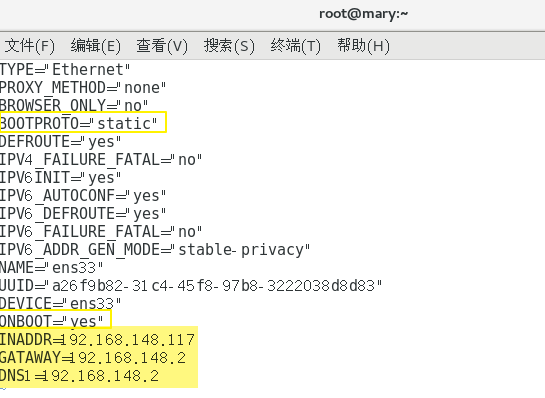 root@mary:~
文件(F) 编辑(E) 查看(V) 搜索(S) 终端(T) 帮助(H)
TYPE="Ethernet"
PROXY_METHOD="none"
BROWSER_ONLY="no"
BOOTPROTO="static"
DEFROUTE="yes"
IPV4_FAILURE_FATAL="no"
IPV6INIT="yes"
IPV6_AUTOCONF="yes"
IPV6_DEFROUTE="yes"
IPV6_FAILURE_FATAL="no"
IPV6_ADDR_GEN_MODE="stable-privacy"
NAME="ens33"
UUID="a26f9b82-31c4-45f8-97b8-3222038d8d83"
DEVICE="ens33"
ONBOOT="yes"
INADDR=192.168.148.117
GATAWAY=192.168.148.2
DNS1=192.168.148.2
~